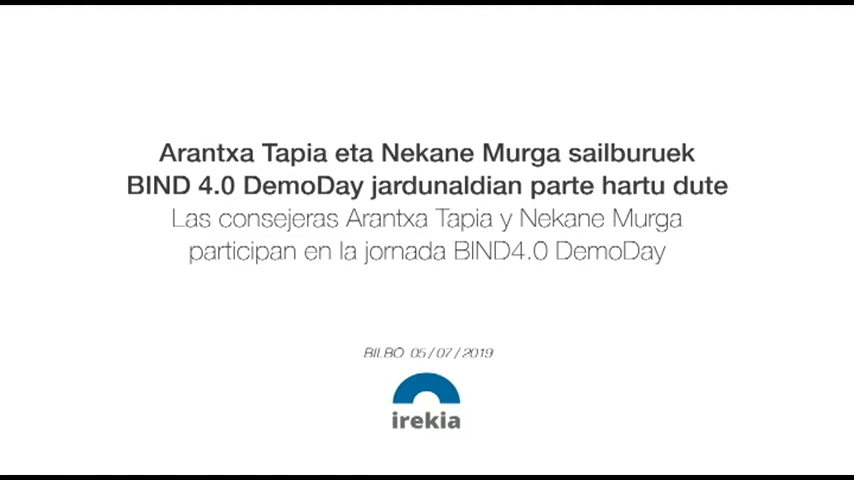 Arantxa Tapia eta Nekane Murga sailburuek
BIND 4.0 DemoDay jardunaldian parte hartu dute
Las consejeras Arantxa Tapia y Nekane Murga
participan en la jornada BIND4.0 DemoDay
BILBO 05/07/2019
irekia